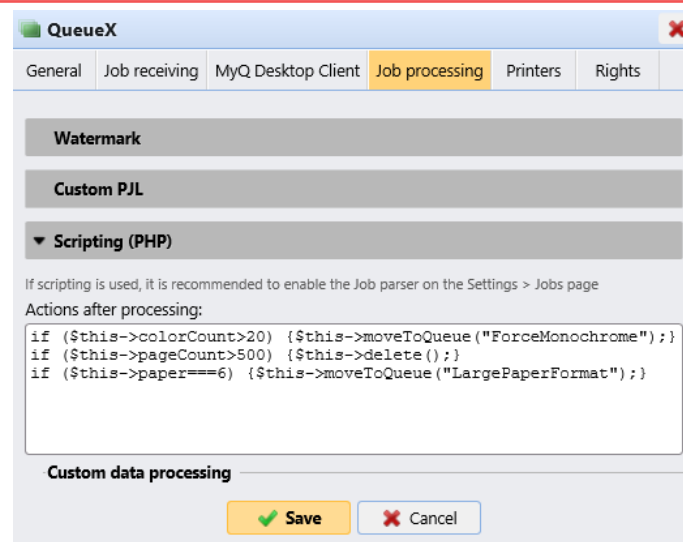 QueueX
General Job receiving MyQ Desktop Client Job processing Printers Rights
Watermark
Custom PJL
Scripting (PHP)
If scripting is used, it is recommended to enable the Job parser on the Settings > Jobs page
Actions after processing:
if ($this->colorCount>20) {$this->moveToQueue("ForceMonochrome");}
if ($this->pageCount>500) {$this->delete();}
if ($this->paper===6) {$this->moveToQueue("LargePaperFormat");}
Custom data processing
Save Cancel